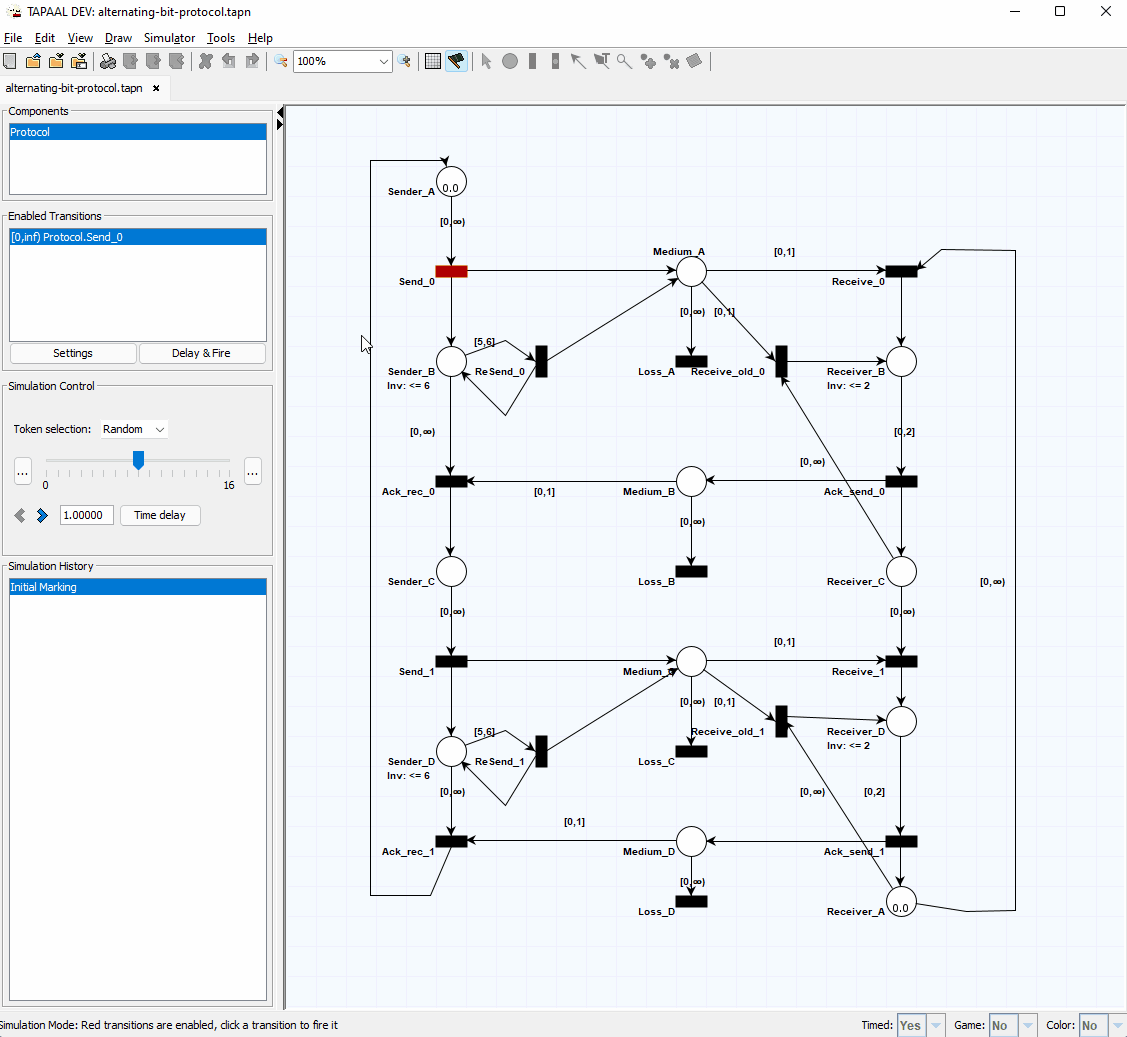 TAPAAL DEV: alternating-bit-protocol.tapn
File Edit View Draw Simulator Tools Help
100%
alternating-bit-protocol.tapn
Components
Protocol
Enabled Transitions
[0,inf) Protocol.Send_0
Settings Delay & Fire
Simulation Control
Token selection: Random
... ...
0 16
1.00000 Time delay
Simulation History
Initial Marking
0.0
Sender_A
[0,∞)
Medium_A
[0,1]
Send_0
Receive_0
[0,∞) [0,1]
[5,6]
Sender_B
Inv: <= 6
ReSend_0
Loss_A
Receive_old_0
Receiver_B
Inv: <= 2
[0,∞)
[0,2]
[0,∞)
Ack_rec_0
[0,1]
Medium_B
Ack_send_0
[0,∞)
Sender_C
Loss_B
Receiver_C
[0,∞)
[0,∞)
[0,∞)
[0,1]
Send_1
Receive_1
[0,∞) [0,1]
[5,6]
Receive_old_1
Receiver_D
Inv: <= 2
Sender_D
Inv: <= 6
ReSend_1
Loss_C
[0,∞)
[0,∞)
[0,2]
[0,1]
Ack_rec_1
Medium_D
Ack_send_1
[0,∞)
Loss_D
Receiver_A
0.0
Simulation Mode: Red transitions are enabled, click a transition to fire it
Timed: Yes Game: No Color: No